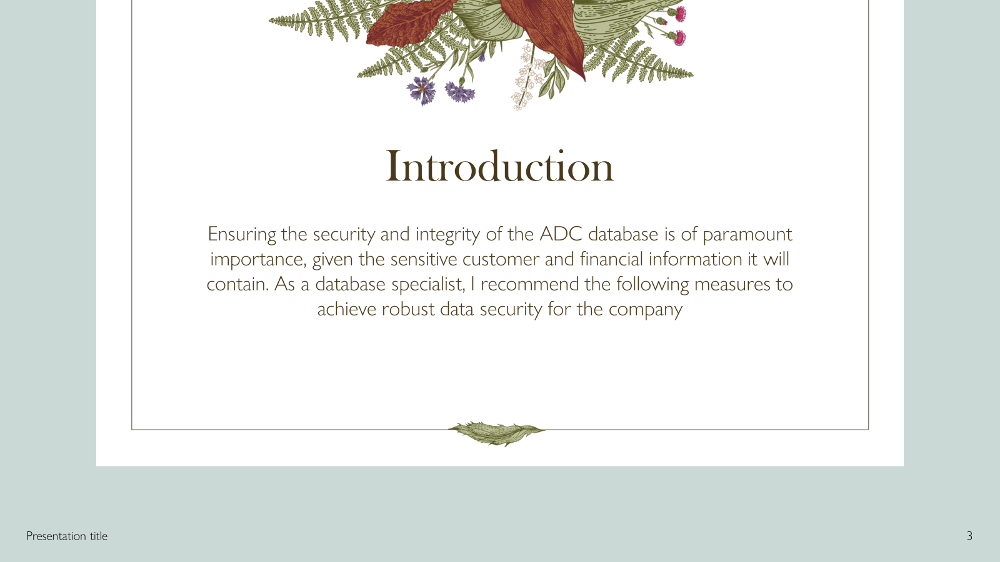 Introduction
Ensuring the security and integrity of the ADC database is of paramount
importance, given the sensitive customer and financial information it will
contain. As a database specialist, I recommend the following measures to
achieve robust data security for the company
Presentation title
3